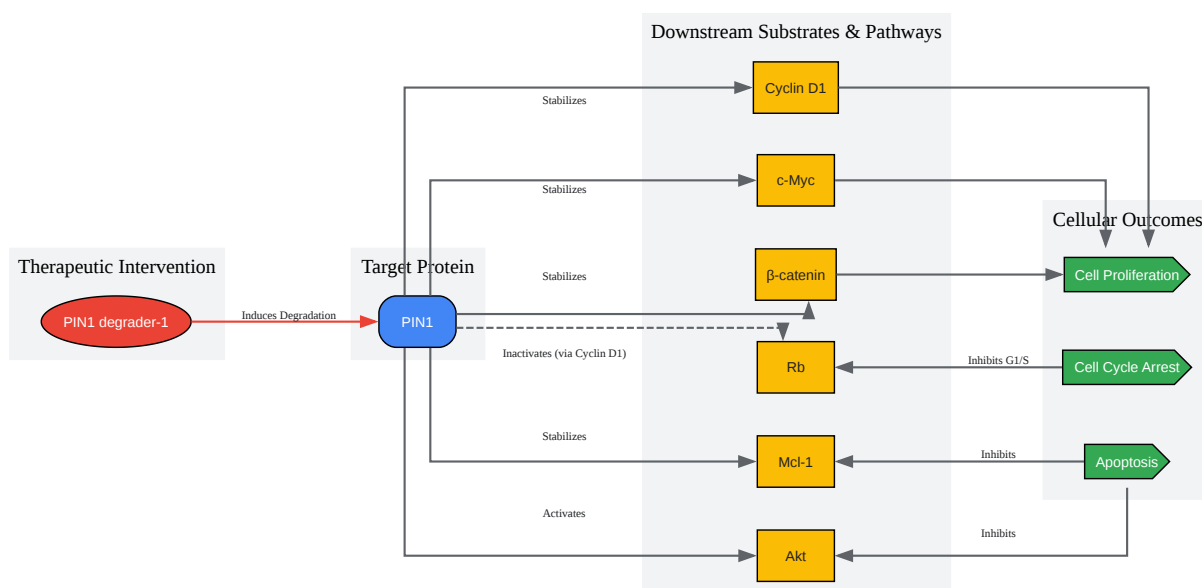 Downstream Substrates & Pathways
Cyclin D1
Stabilizes
c-Myc
Stabilizes
Cellular Outcomes
Therapeutic Intervention
Target Protein
β-catenin
Stabilizes
Cell Proliferation
PIN1 degrader-1
Induces Degradation
PIN1
Inactivates (via Cyclin D1)
Rb
Inhibits G1/S
Cell Cycle Arrest
Stabilizes
Mcl-1
Inhibits
Apoptosis
Activates
Akt
Inhibits